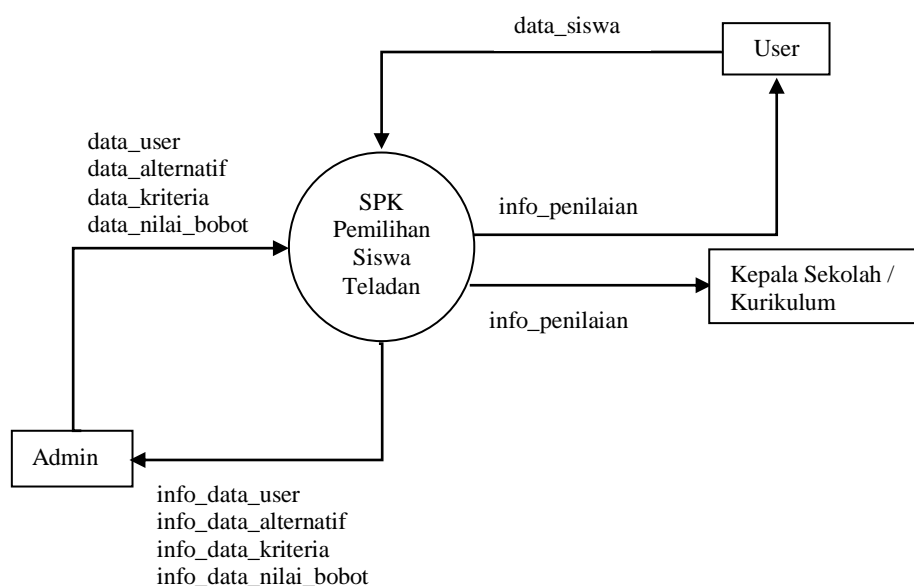 data_siswa
User
data_user
data_alternatif
data_kriteria
data_nilai_bobot
SPK
Pemilihan
Siswa
Teladan
info_penilaian
Kepala Sekolah /
Kurikulum
info_penilaian
Admin
info_data_user
info_data_alternatif
info_data_kriteria
info_data_nilai_bobot